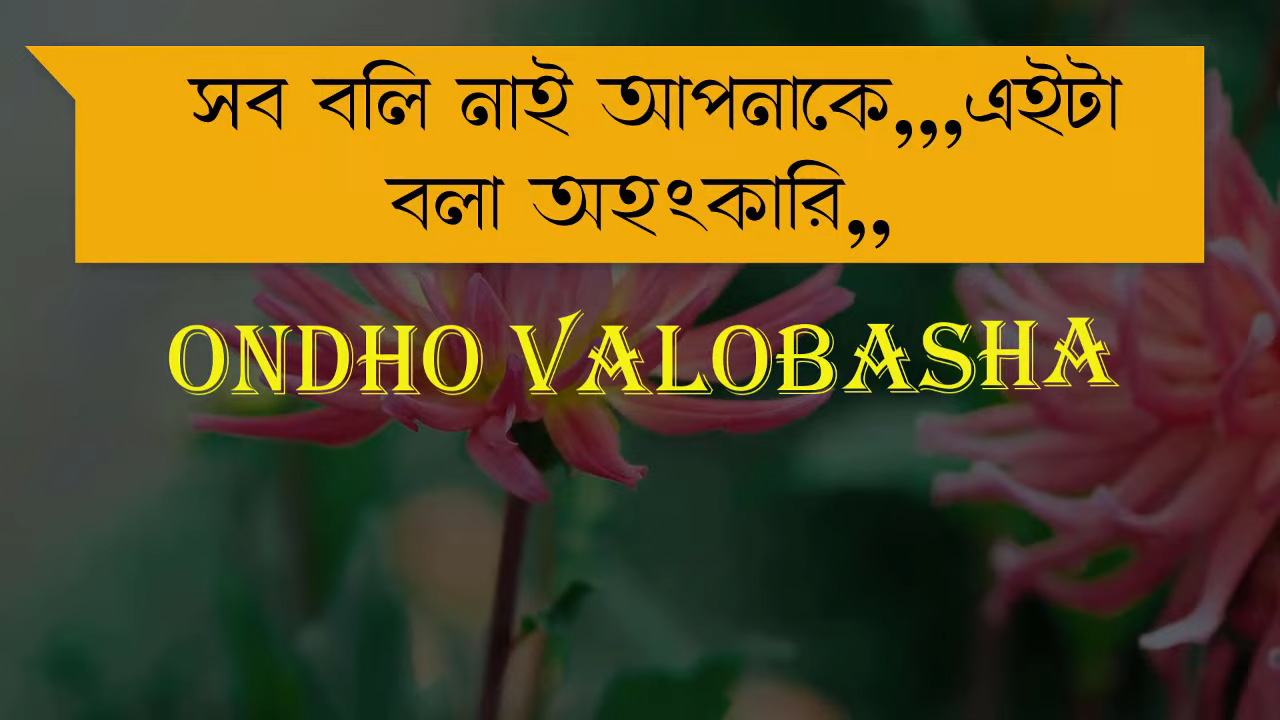 সব বলি নাই আপনাকে,,,এইটা
বলা অহংকারি,,
ONDHO VALOBASHA